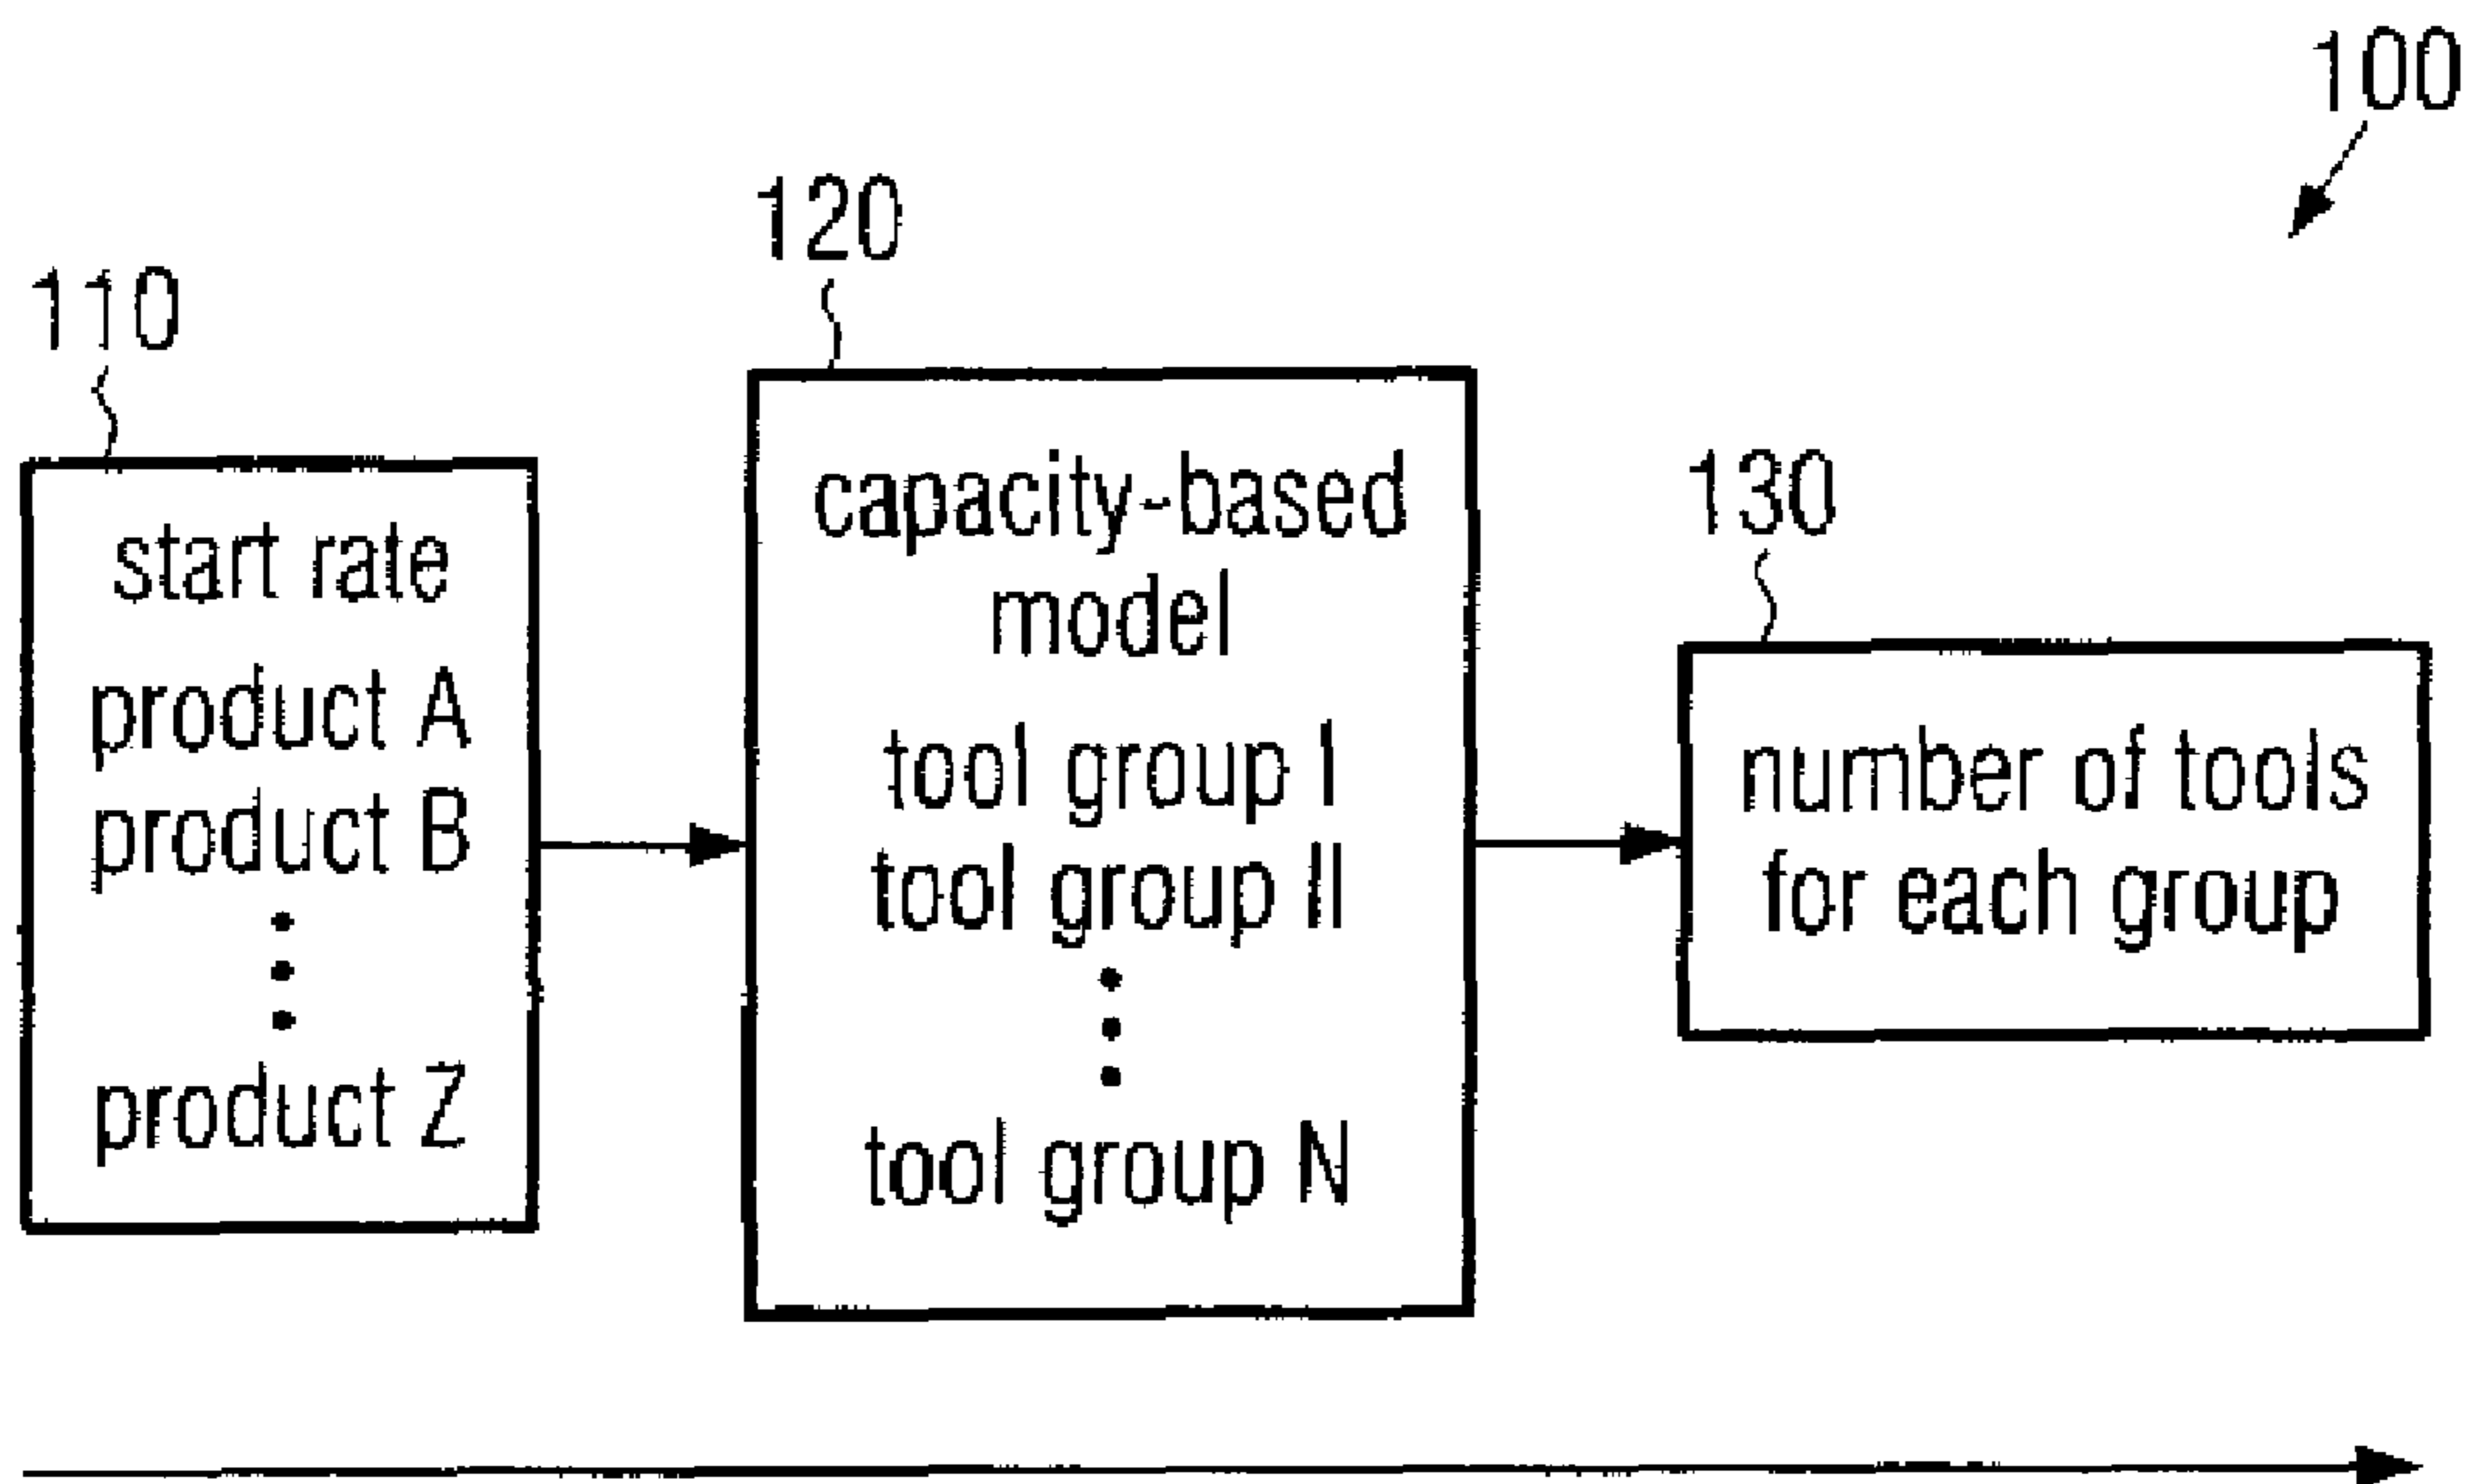 100
120
110
130
start rate
product A
product B
product Z
capacity-based
model
tool group I
tool group II
tool group N
number of tools
for each group